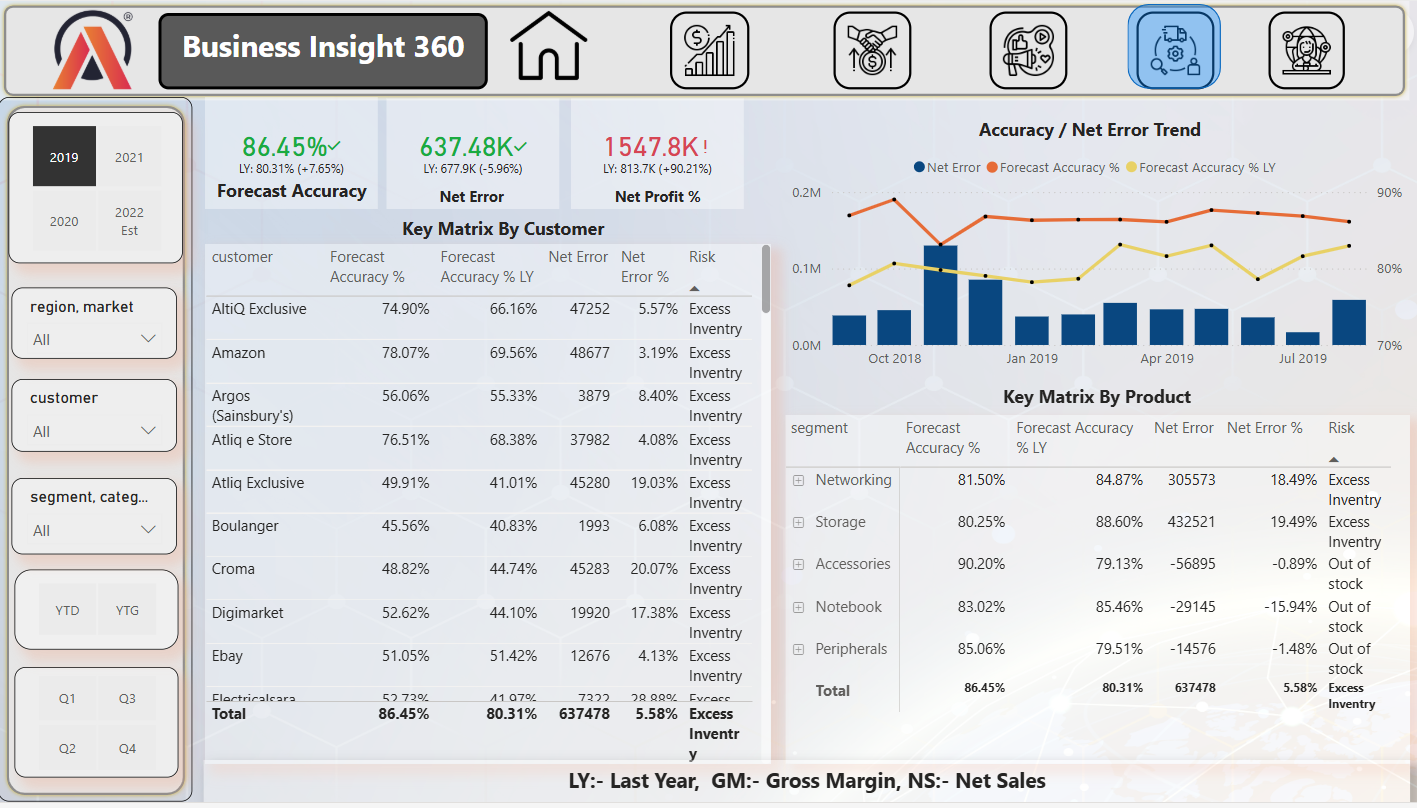 ®
Business Insight 360
2019 2021
2020 2022 Est
region, market
All
customer
All
segment, categ...
All
YTD YTG
Q1 Q3
Q2 Q4
86.45%
LY: 80.31% (+7.65%)
Forecast Accuracy
637.48K
LY: 677.9K (-5.96%)
Net Error
1547.8K !
LY: 813.7K (+90.21%)
Net Profit %
Key Matrix By Customer
customer Forecast Accuracy % Forecast Accuracy % LY Net Error Net Error % Risk
AltiQ Exclusive 74.90% 66.16% 47252 5.57% Excess Inventry
Amazon 78.07% 69.56% 48677 3.19% Excess Inventry
Argos (Sainsbury's) 56.06% 55.33% 3879 8.40% Excess Inventry
Atliq e Store 76.51% 68.38% 37982 4.08% Excess Inventry
Atliq Exclusive 49.91% 41.01% 45280 19.03% Excess Inventry
Boulanger 45.56% 40.83% 1993 6.08% Excess Inventry
Croma 48.82% 44.74% 45283 20.07% Excess Inventry
Digimarket 52.62% 44.10% 19920 17.38% Excess Inventry
Ebay 51.05% 51.42% 12676 4.13% Excess Inventry
Electricalsara 52.73% 41.97% 7322 28.88% Excess
Total 86.45% 80.31% 637478 5.58% Excess Inventry
Accuracy / Net Error Trend
Net Error Forecast Accuracy % Forecast Accuracy % LY
0.2M 90%
0.1M 80%
0.0M 70%
Oct 2018 Jan 2019 Apr 2019 Jul 2019
Key Matrix By Product
segment Forecast Accuracy % Forecast Accuracy % LY Net Error Net Error % Risk
Networking 81.50% 84.87% 305573 18.49% Excess Inventry
Storage 80.25% 88.60% 432521 19.49% Excess Inventry
Accessories 90.20% 79.13% -56895 -0.89% Out of stock
Notebook 83.02% 85.46% -29145 -15.94% Out of stock
Peripherals 85.06% 79.51% -14576 -1.48% Out of stock
Total 86.45% 80.31% 637478 5.58% Excess Inventry
LY:- Last Year, GM:- Gross Margin, NS:- Net Sales